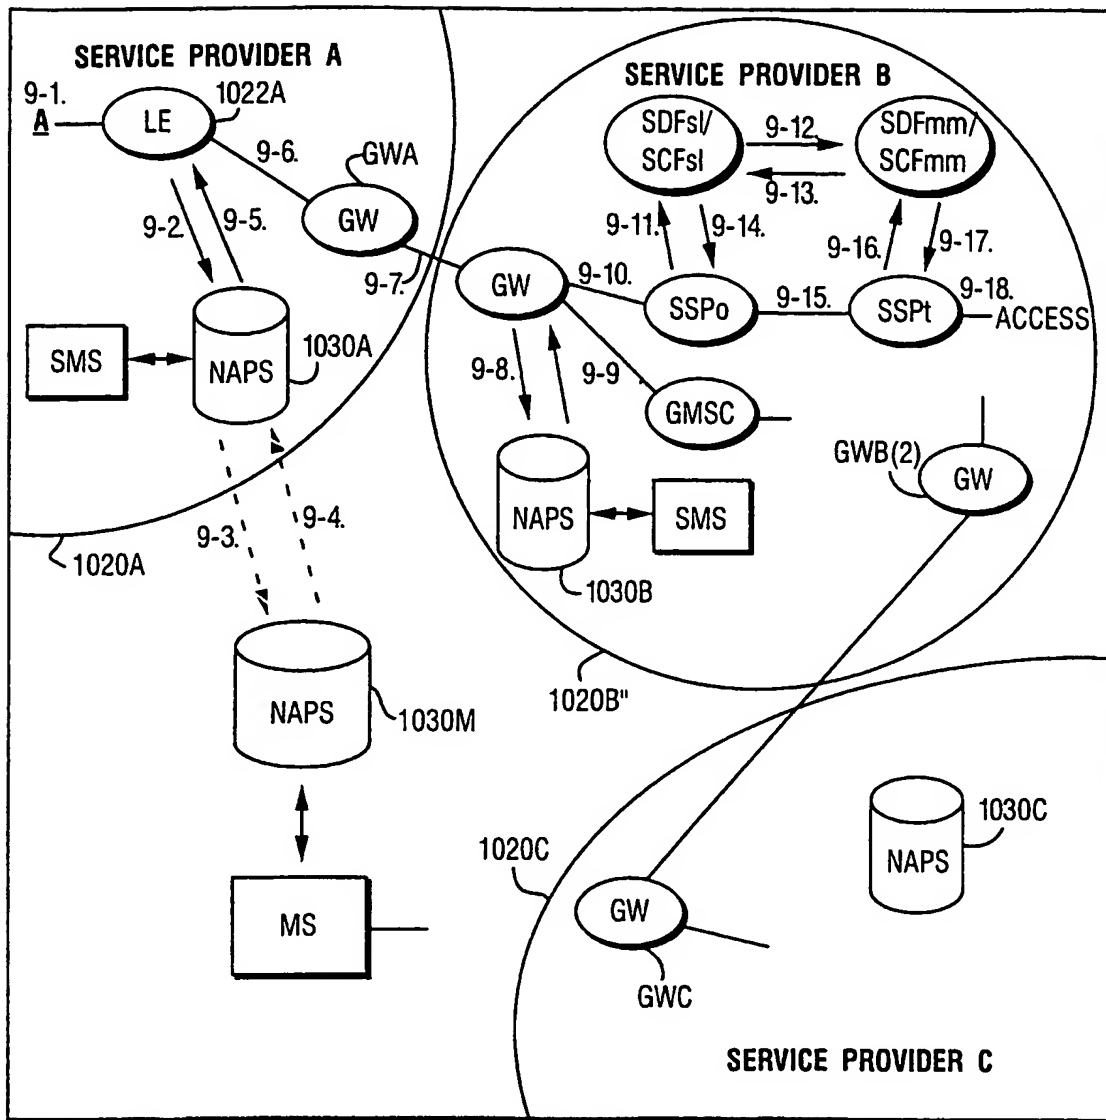 SERVICE PROVIDER A
9-1.
A
LE
1022A
9-6.
GWA
GW
9-2.
9-5.
9-7.
SMS
NAPS
1030A
9-3.
9-4.
1020A
NAPS
1030M
MS
SERVICE PROVIDER B
SDFsl/
SCFsl
9-12.
SDFmm/
SCFmm
9-13.
9-11.
9-14.
9-16.
9-17.
GW
9-10.
SSPo
9-15.
SSPt
9-18.
ACCESS
9-8.
9-9
GMSC
GWB(2)
GW
NAPS
SMS
1030B
1020B"
1020C
1030C
NAPS
GW
GWC
SERVICE PROVIDER C